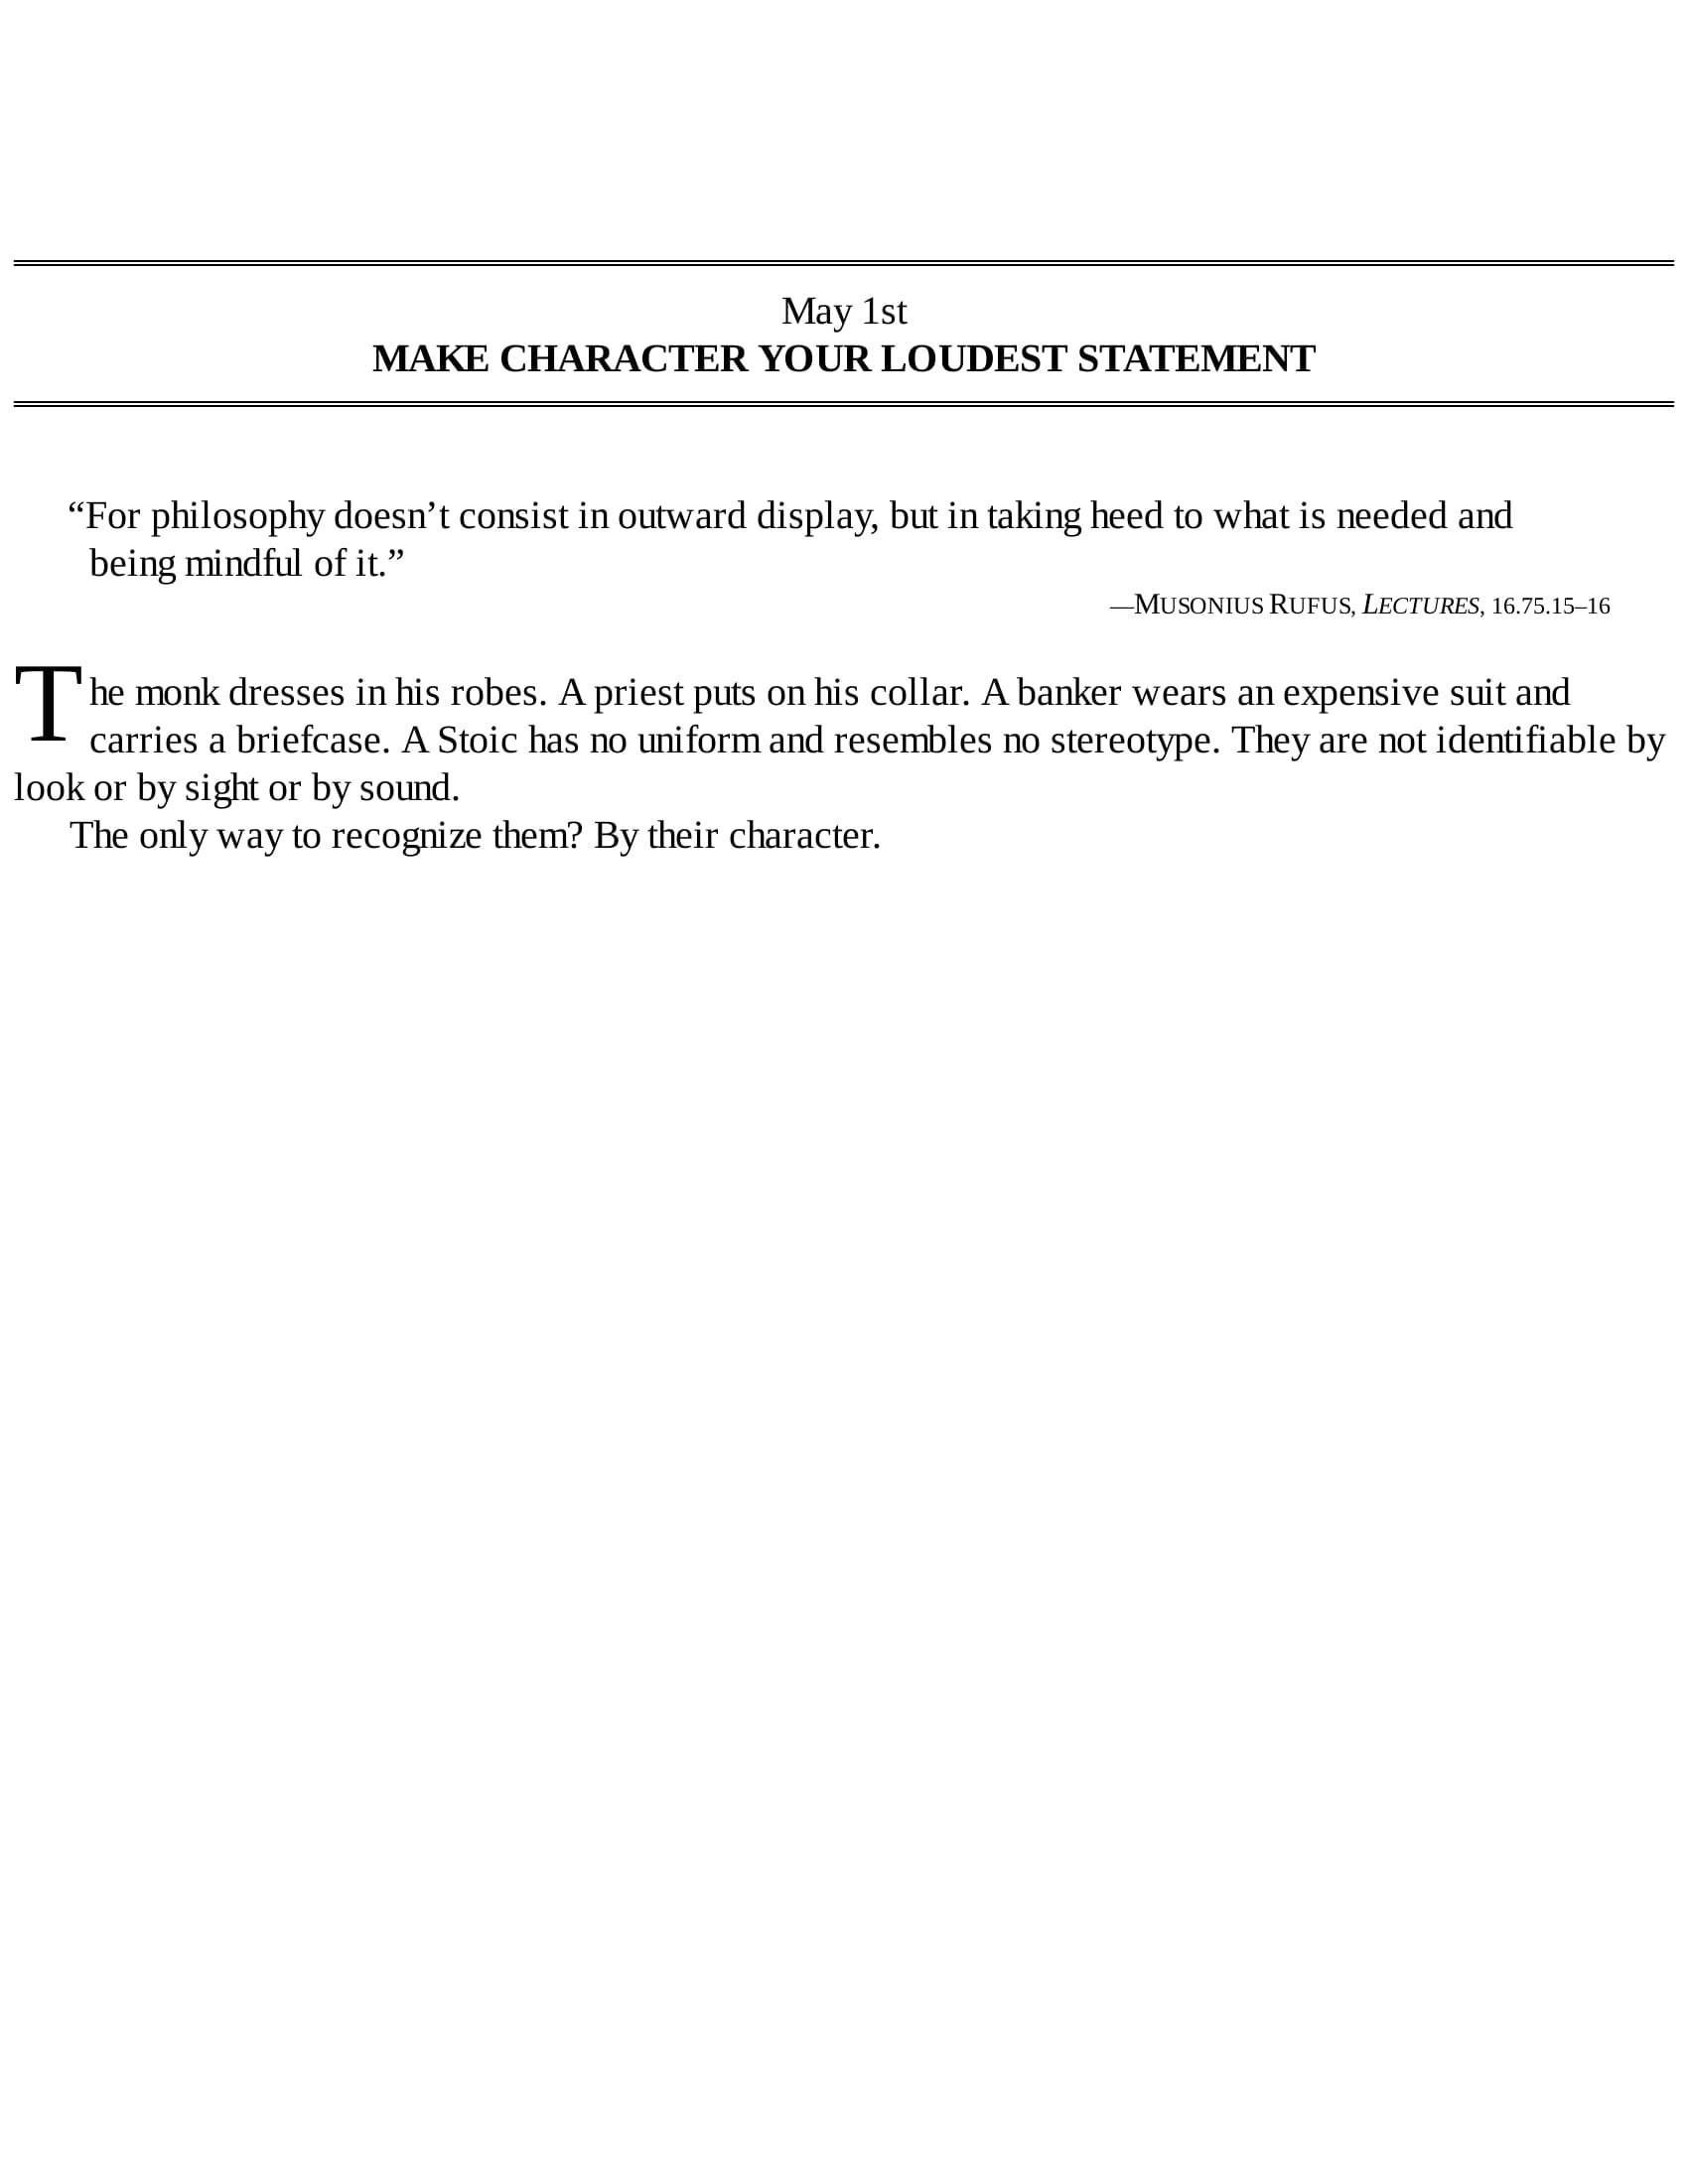 May 1st
MAKE CHARACTER YOUR LOUDEST STATEMENT
“For philosophy doesn’t consist in outward display, but in taking heed to what is needed and
being mindful of it.”
—MUSONIUS RUFUS, LECTURES, 16.75.15–16
The monk dresses in his robes. A priest puts on his collar. A banker wears an expensive suit and
carries a briefcase. A Stoic has no uniform and resembles no stereotype. They are not identifiable by
look or by sight or by sound.
The only way to recognize them? By their character.